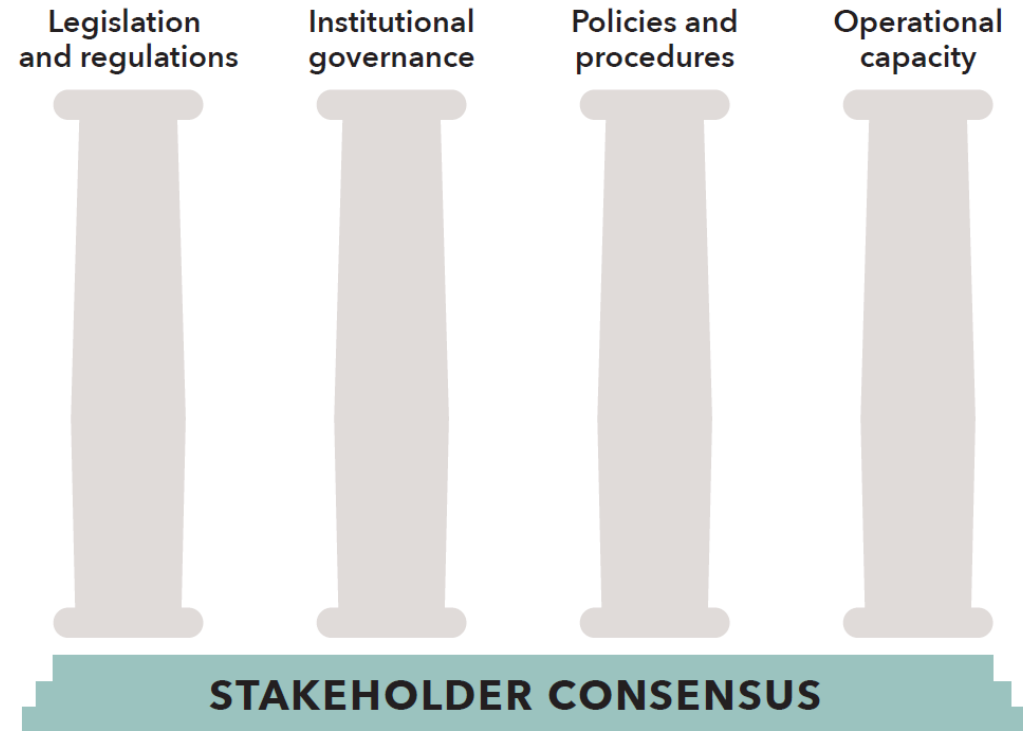 Legislation
and regulations
Institutional
governance
Policies and
procedures
Operational
capacity
STAKEHOLDER CONSENSUS